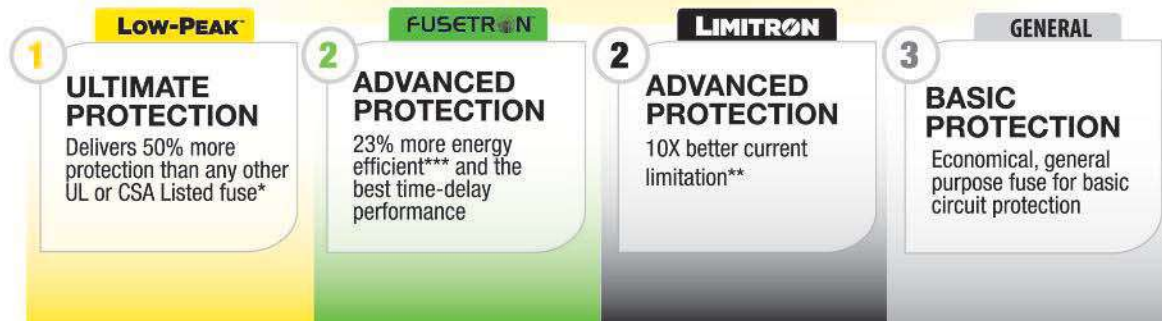 LOW-PEAK™
1
ULTIMATE
PROTECTION
Delivers 50% more
protection than any other
UL or CSA Listed fuse*
FUSETRON™
2
ADVANCED
PROTECTION
23% more energy
efficient*** and the
best time-delay
performance
LIMITRON
2
ADVANCED
PROTECTION
10X better current
limitation**
GENERAL
3
BASIC
PROTECTION
Economical, general
purpose fuse for basic
circuit protection